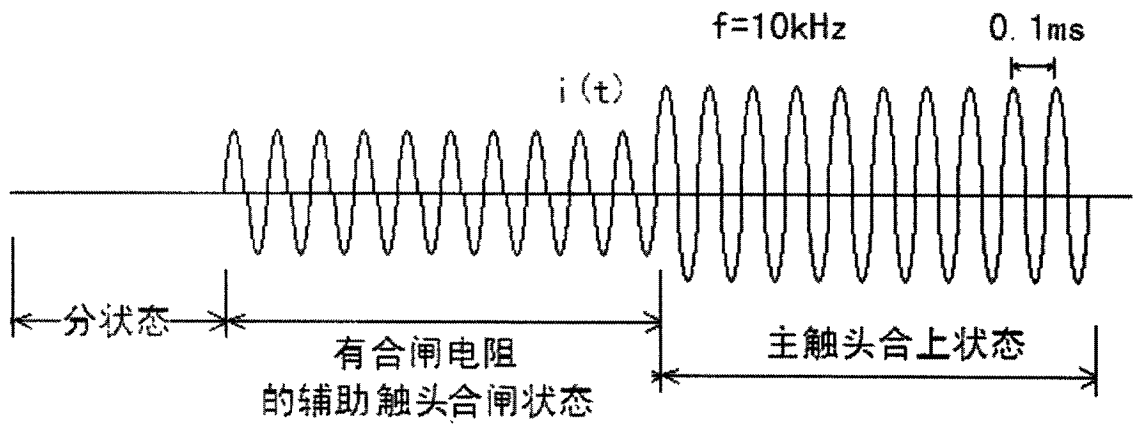 f=10kHz
0.1ms
i(t)
分状态
有合闸电阻
的辅助触头合闸状态
主触头合上状态